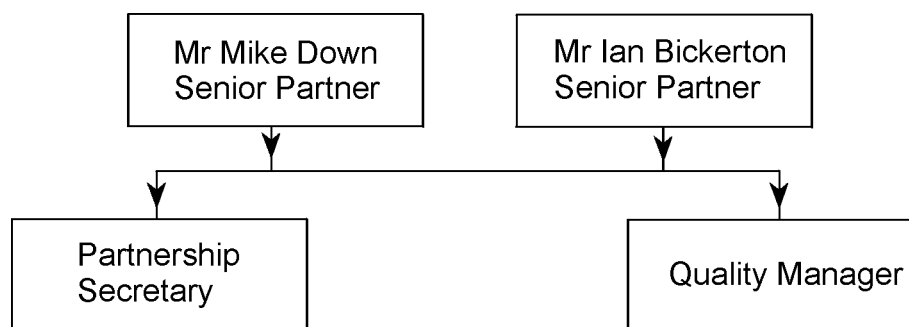 Mr Mike Down
Senior Partner
Mr Ian Bickerton
Senior Partner
Partnership
Secretary
Quality Manager